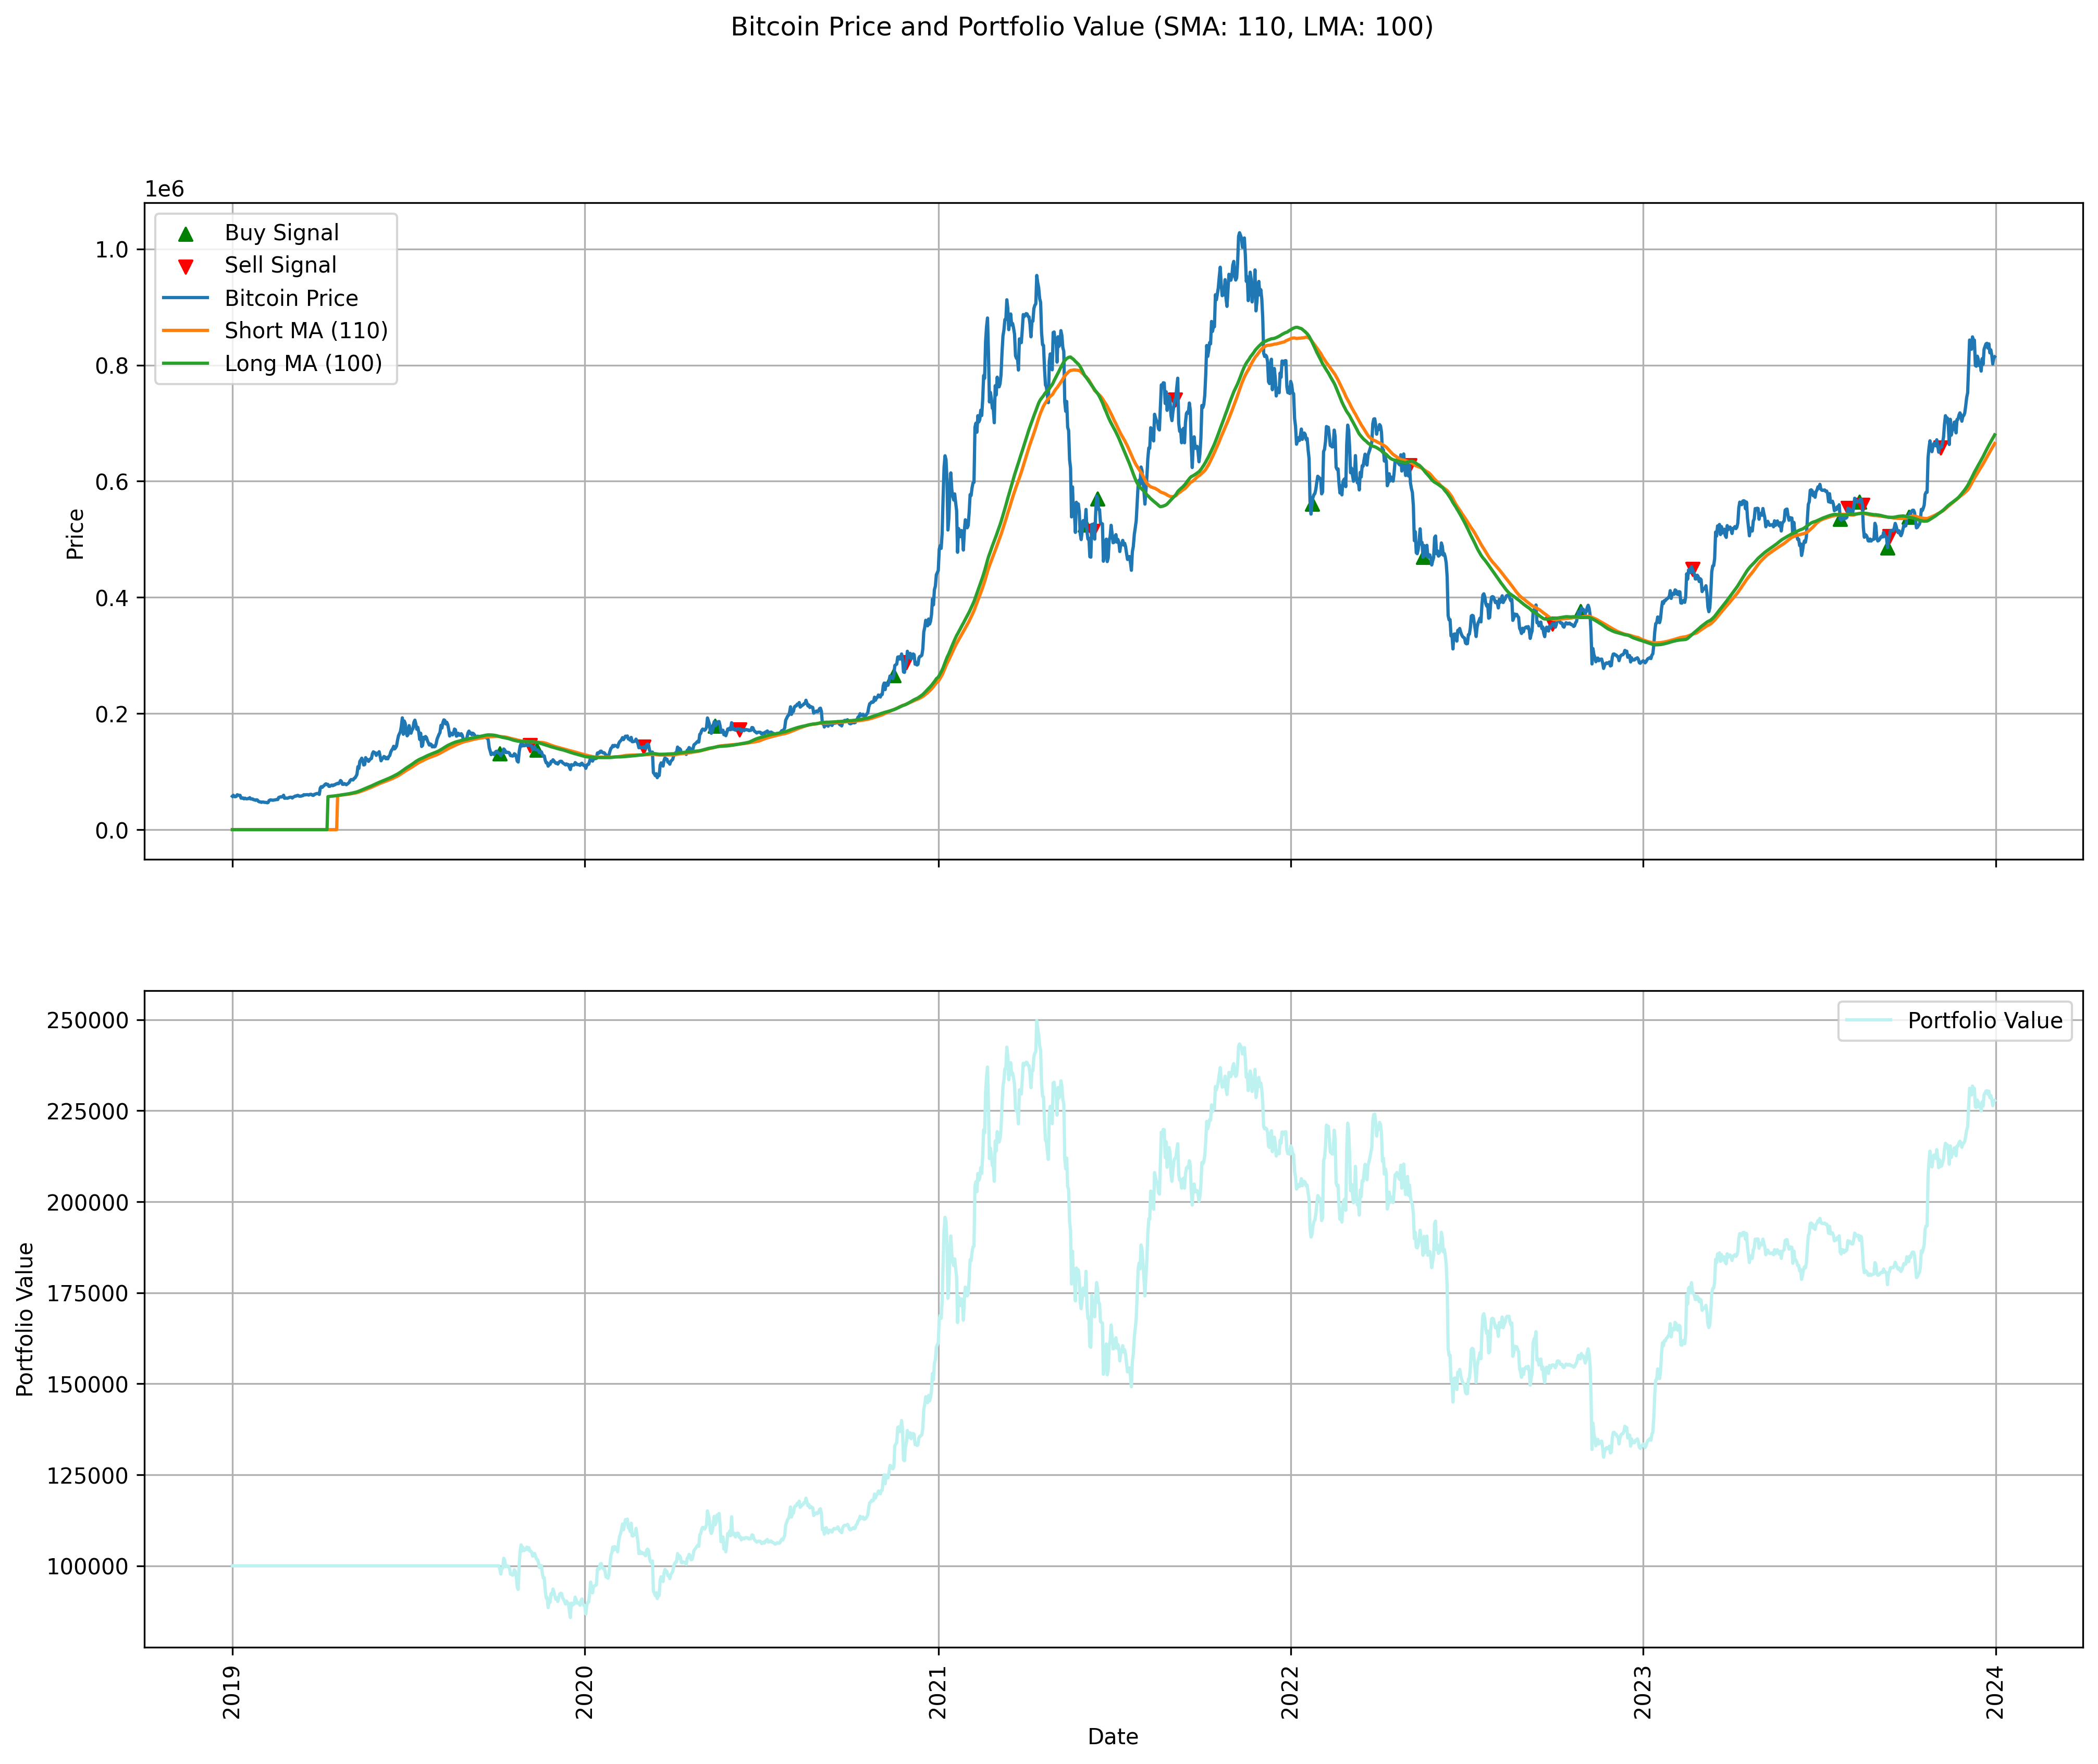 Bitcoin Price and Portfolio Value (SMA: 110, LMA: 100)
1e6
Buy Signal
Sell Signal
Bitcoin Price
Short MA (110)
Long MA (100)
1.0
0.8
0.6
0.4
0.2
0.0
Price
Portfolio Value
250000
225000
200000
175000
150000
125000
100000
Portfolio Value
2019
2020
2021
2022
2023
2024
Date